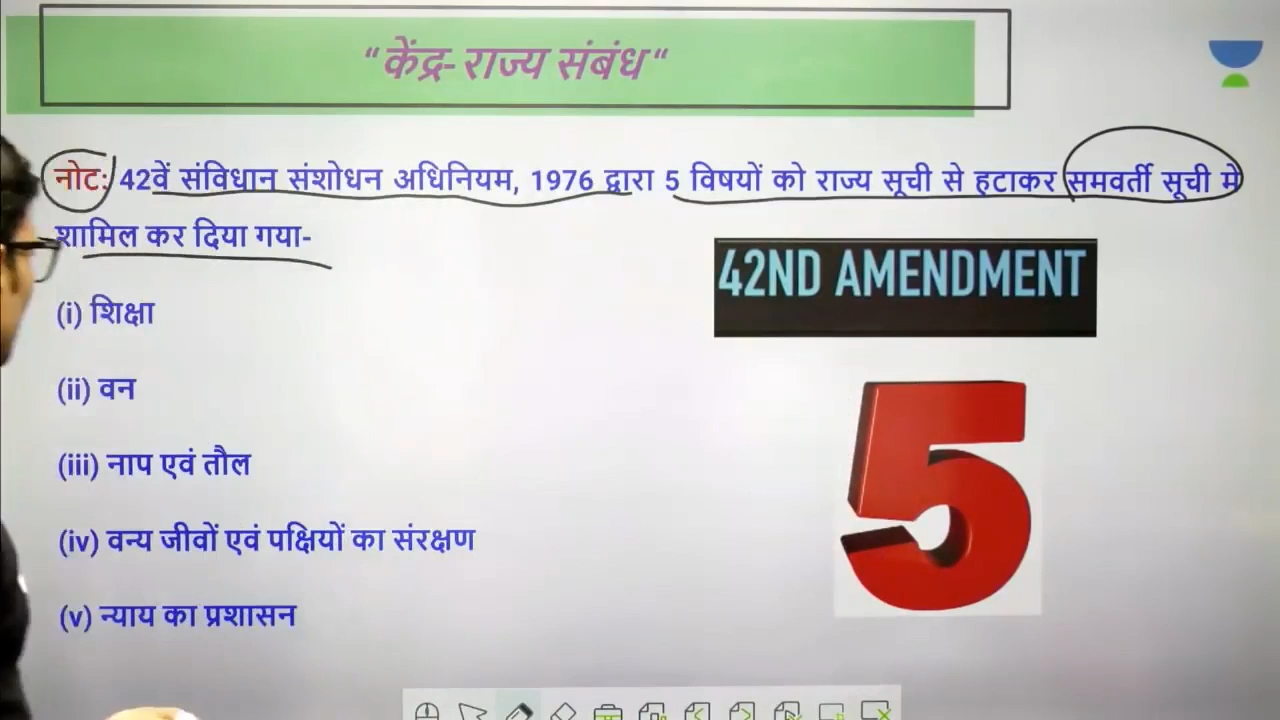 “केंद्र- राज्य संबंध“
नोट: 42वें संविधान संशोधन अधिनियम, 1976 द्वारा 5 विषयों को राज्य सूची से हटाकर समवर्ती सूची में
शामिल कर दिया गया-
42ND AMENDMENT
(i) शिक्षा
(ii) वन
(iii) नाप एवं तौल
(iv) वन्य जीवों एवं पक्षियों का संरक्षण
(v) न्याय का प्रशासन
5